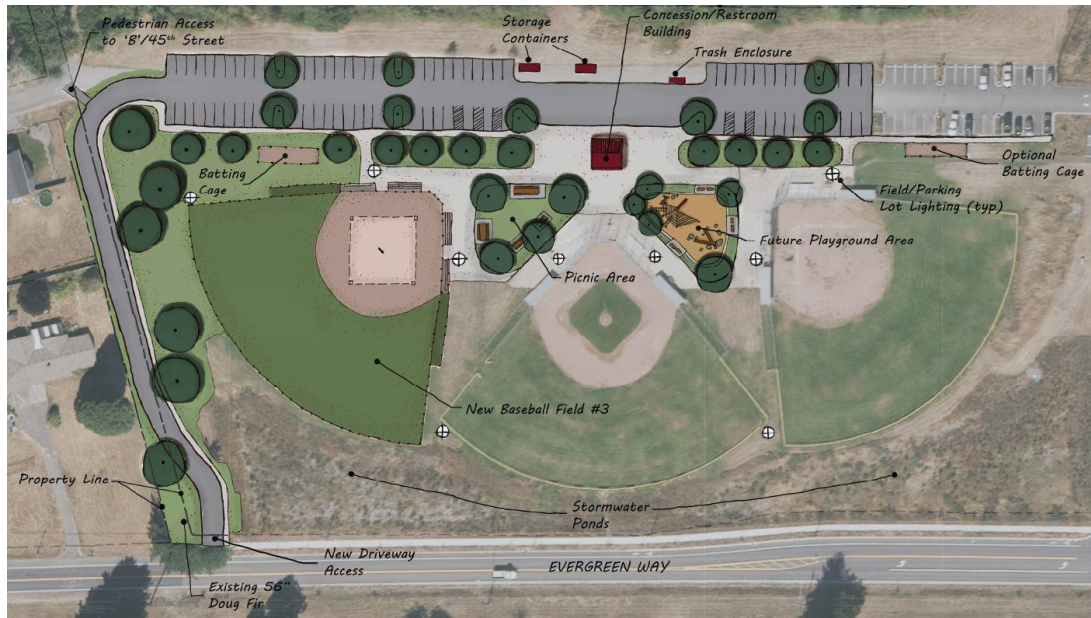 Pedestrian Access
to 'B'/45th Street
Storage
Containers
Concession/Restroom
Building
Trash Enclosure
Batting
Cage
Optional
Batting Cage
Field/Parking
Lot Lighting (typ)
Future Playground Area
Picnic Area
New Baseball Field #3
Property Line
Stormwater
Ponds
New Driveway
Access
EVERGREEN WAY
Existing 56"
Doug Fir